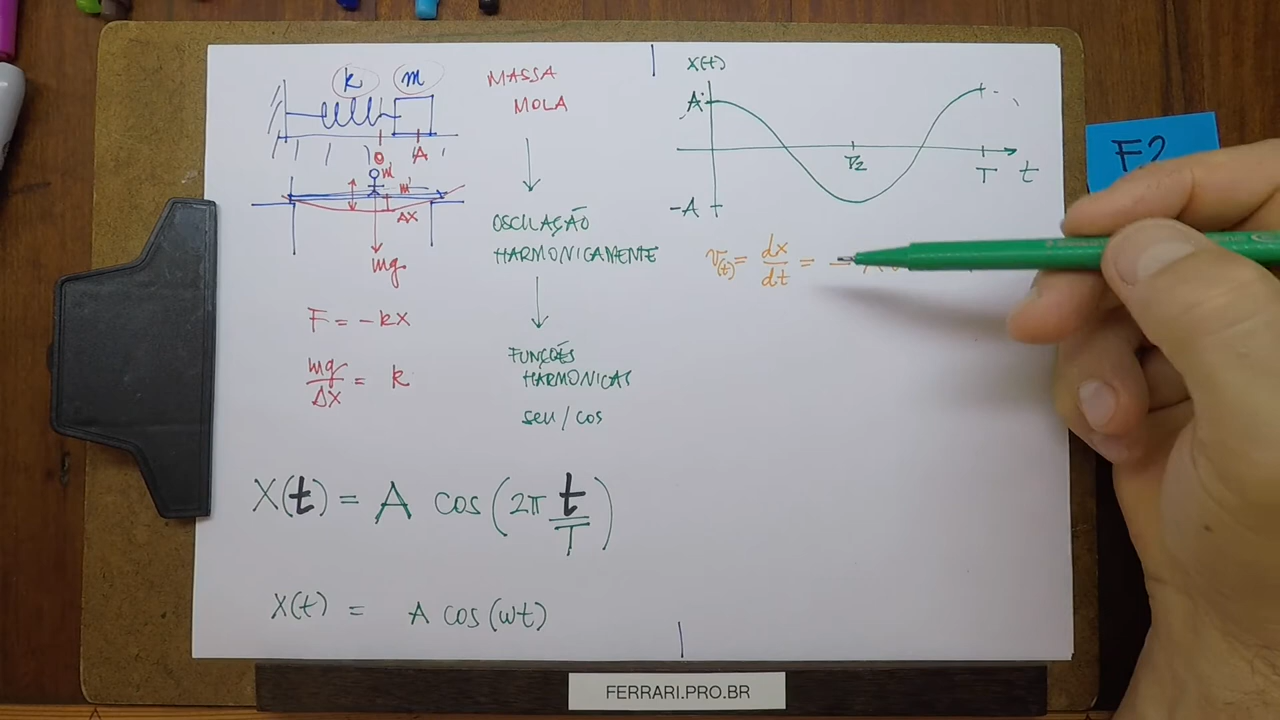 k m
MASSA
MOLA
0 A
m
m'
ΔX
mg
OSCILAÇÃO
HARMONICAMENTE
F = -kx
mg/ΔX = k
FUNÇÕES
HARMONICAS
sen/cos
X(t) = A cos(2π t/T)
X(t) = A cos(ωt)
X(t)
A
T/2
T
t
-A
v(t) = dx/dt = - A
F2
FERRARI.PRO.BR